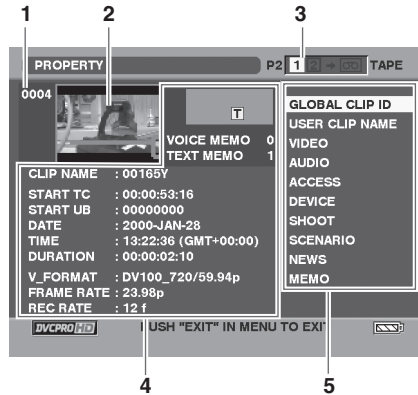 1 2 3
PROPERTY P2 1 2 → TAPE
0004
T
VOICE MEMO 0
TEXT MEMO 1
CLIP NAME : 00165Y
START TC : 00:00:53:16
START UB : 00000000
DATE : 2000-JAN-28
TIME : 13:22:36 (GMT+00:00)
DURATION : 00:00:02:10
V_FORMAT : DV100_720/59.94p
FRAME RATE : 23.98p
REC RATE : 12 f
GLOBAL CLIP ID
USER CLIP NAME
VIDEO
AUDIO
ACCESS
DEVICE
SHOOT
SCENARIO
NEWS
MEMO
DVCPRO HD PUSH "EXIT" IN MENU TO EXIT
4 5